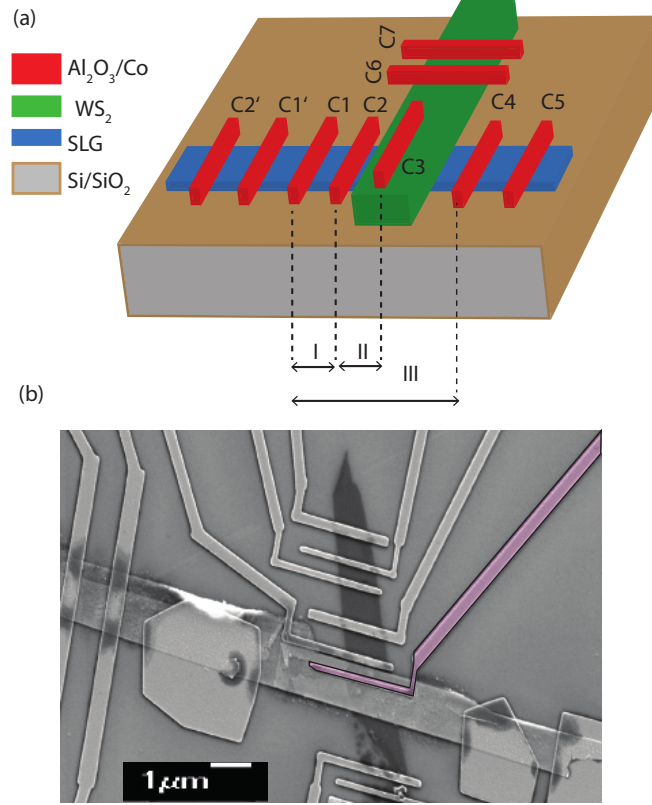 (a)
Al₂O₃/Co
WS₂
SLG
Si/SiO₂
C2'
C1'
C1
C2
C3
C4
C5
C6
C7
I
II
III
(b)
1μm